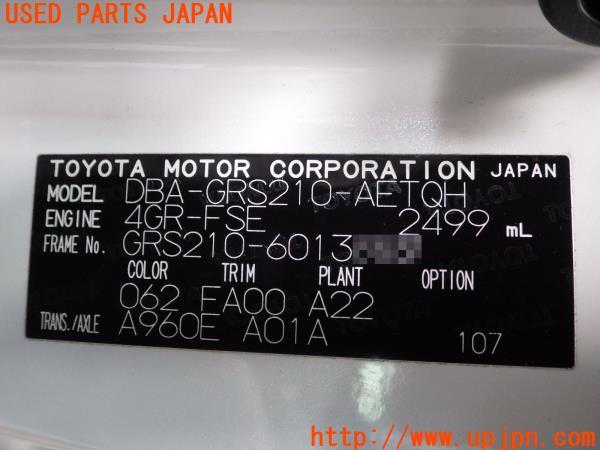 USED PARTS JAPAN
TOYOTA MOTOR CORPORATION JAPAN
MODEL DBA-GRS210-AETQH
ENGINE 4GR-FSE 2499 mL
FRAME No. GRS210-6013
COLOR TRIM PLANT OPTION
062 FA00 A22
TRANS./AXLE A960E A01A 107
http://www.upjpn.com/